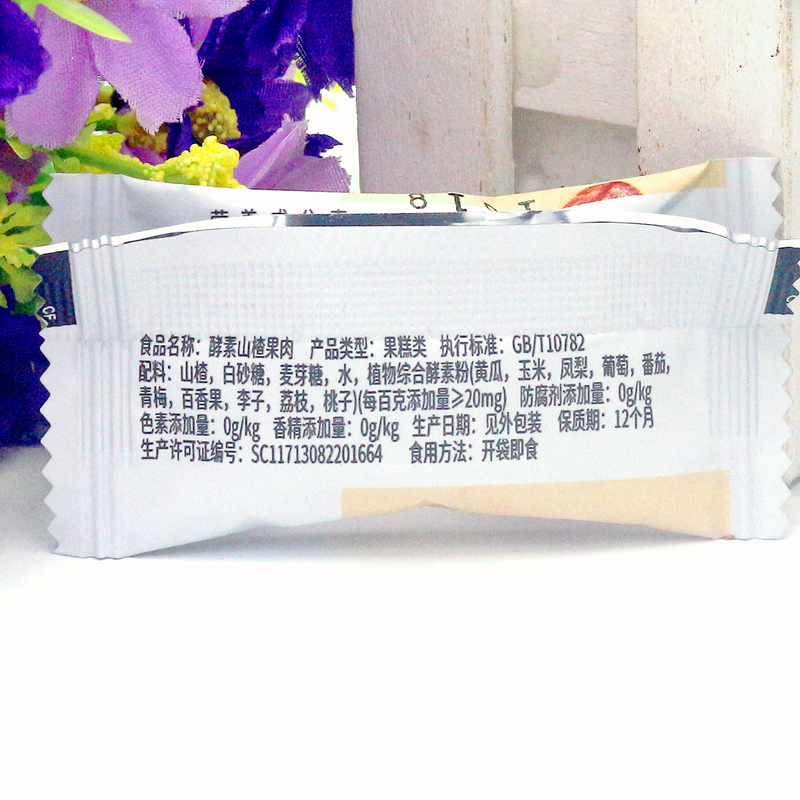 营养成分表
食品名称：酵素山楂果肉 产品类型：果糕类 执行标准：GB/T10782
配料：山楂，白砂糖，麦芽糖，水，植物综合酵素粉(黄瓜，玉米，凤梨，葡萄，番茄，
青梅，百香果，李子，荔枝，桃子)(每百克添加量≥20mg) 防腐剂添加量：0g/kg
色素添加量：0g/kg 香精添加量：0g/kg 生产日期：见外包装 保质期：12个月
生产许可证编号：SC11713082201664 食用方法：开袋即食